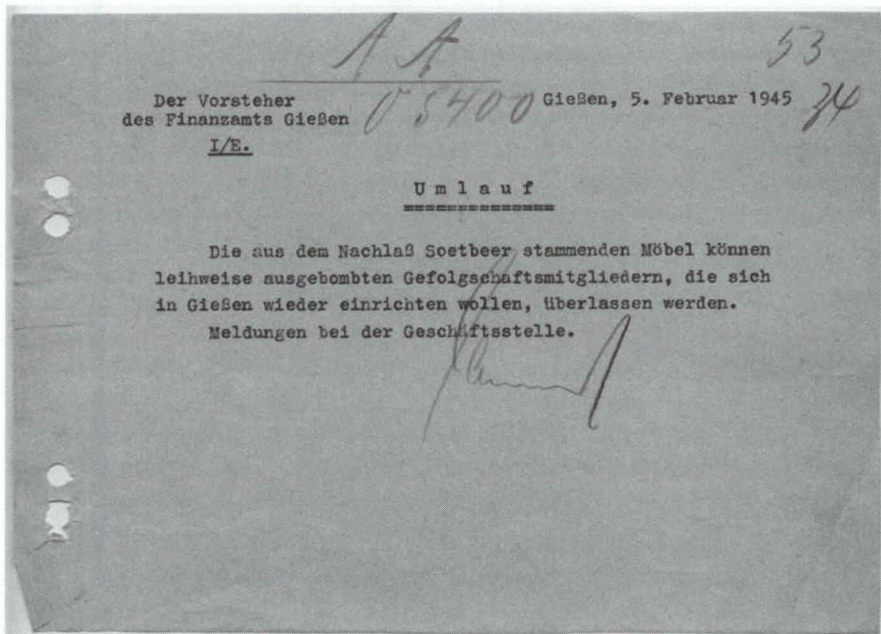 A A
53
Der Vorsteher
des Finanzamts Gießen
O 5400
Gießen, 5. Februar 1945
I/E.
U m l a u f
==============
Die aus dem Nachlaß Soetbeer stammenden Möbel können
leihweise ausgebombten Gefolgschaftsmitgliedern, die sich
in Gießen wieder einrichten wollen, überlassen werden.
Meldungen bei der Geschäftsstelle.